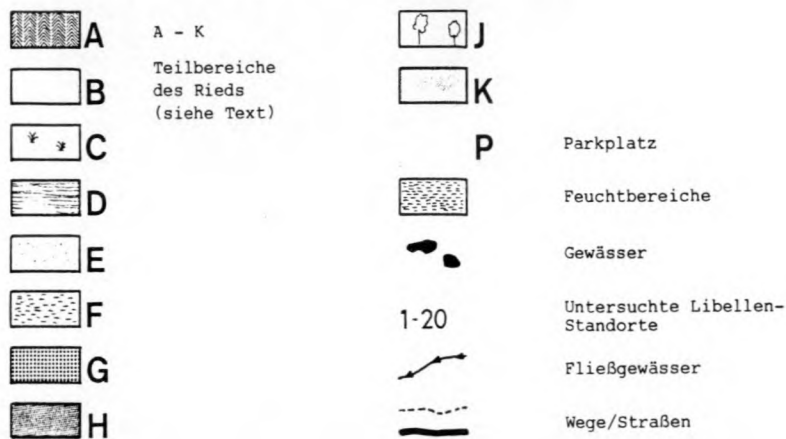 A
A - K
B
Teilbereiche
des Rieds
(siehe Text)
C
D
E
F
G
H
J
K
P Parkplatz
Feuchtbereiche
Gewässer
1-20 Untersuchte Libellen-
Standorte
Fließgewässer
Wege/Straßen